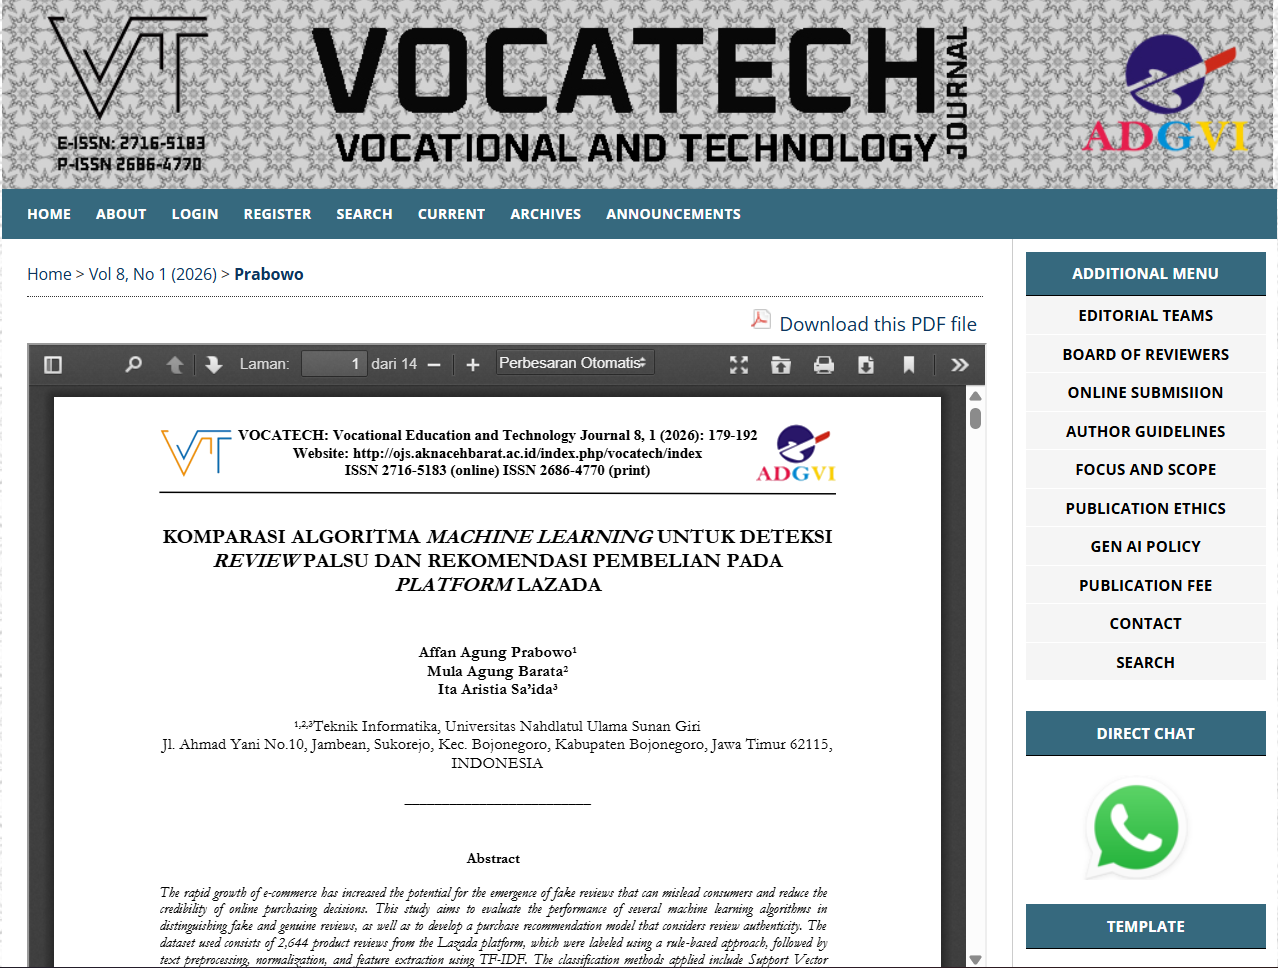 VT
E-ISSN: 2716-5183
P-ISSN 2686-4770
VOCATECH
JOURNAL
VOCATIONAL AND TECHNOLOGY
ADGVI
HOME ABOUT LOGIN REGISTER SEARCH CURRENT ARCHIVES ANNOUNCEMENTS
Home > Vol 8, No 1 (2026) > Prabowo
Download this PDF file
Laman: 1 dari 14 Perbesaran Otomatis
VT
VOCATECH: Vocational Education and Technology Journal 8, 1 (2026): 179-192
Website: http://ojs.aknacehbarat.ac.id/index.php/vocatech/index
ISSN 2716-5183 (online) ISSN 2686-4770 (print)
ADGVI
KOMPARASI ALGORITMA MACHINE LEARNING UNTUK DETEKSI
REVIEW PALSU DAN REKOMENDASI PEMBELIAN PADA
PLATFORM LAZADA
Affan Agung Prabowo¹
Mula Agung Barata²
Ita Aristia Sa’ida³
¹,²,³Teknik Informatika, Universitas Nahdlatul Ulama Sunan Giri
Jl. Ahmad Yani No.10, Jambean, Sukorejo, Kec. Bojonegoro, Kabupaten Bojonegoro, Jawa Timur 62115,
INDONESIA
Abstract
The rapid growth of e-commerce has increased the potential for the emergence of fake reviews that can mislead consumers and reduce the
credibility of online purchasing decisions. This study aims to evaluate the performance of several machine learning algorithms in
distinguishing fake and genuine reviews, as well as to develop a purchase recommendation model that considers review authenticity. The
dataset used consists of 2,644 product reviews from the Lazada platform, which were labeled using a rule-based approach, followed by
text preprocessing, normalization, and feature extraction using TF-IDF. The classification methods applied include Support Vector
ADDITIONAL MENU
EDITORIAL TEAMS
BOARD OF REVIEWERS
ONLINE SUBMISIION
AUTHOR GUIDELINES
FOCUS AND SCOPE
PUBLICATION ETHICS
GEN AI POLICY
PUBLICATION FEE
CONTACT
SEARCH
DIRECT CHAT
TEMPLATE